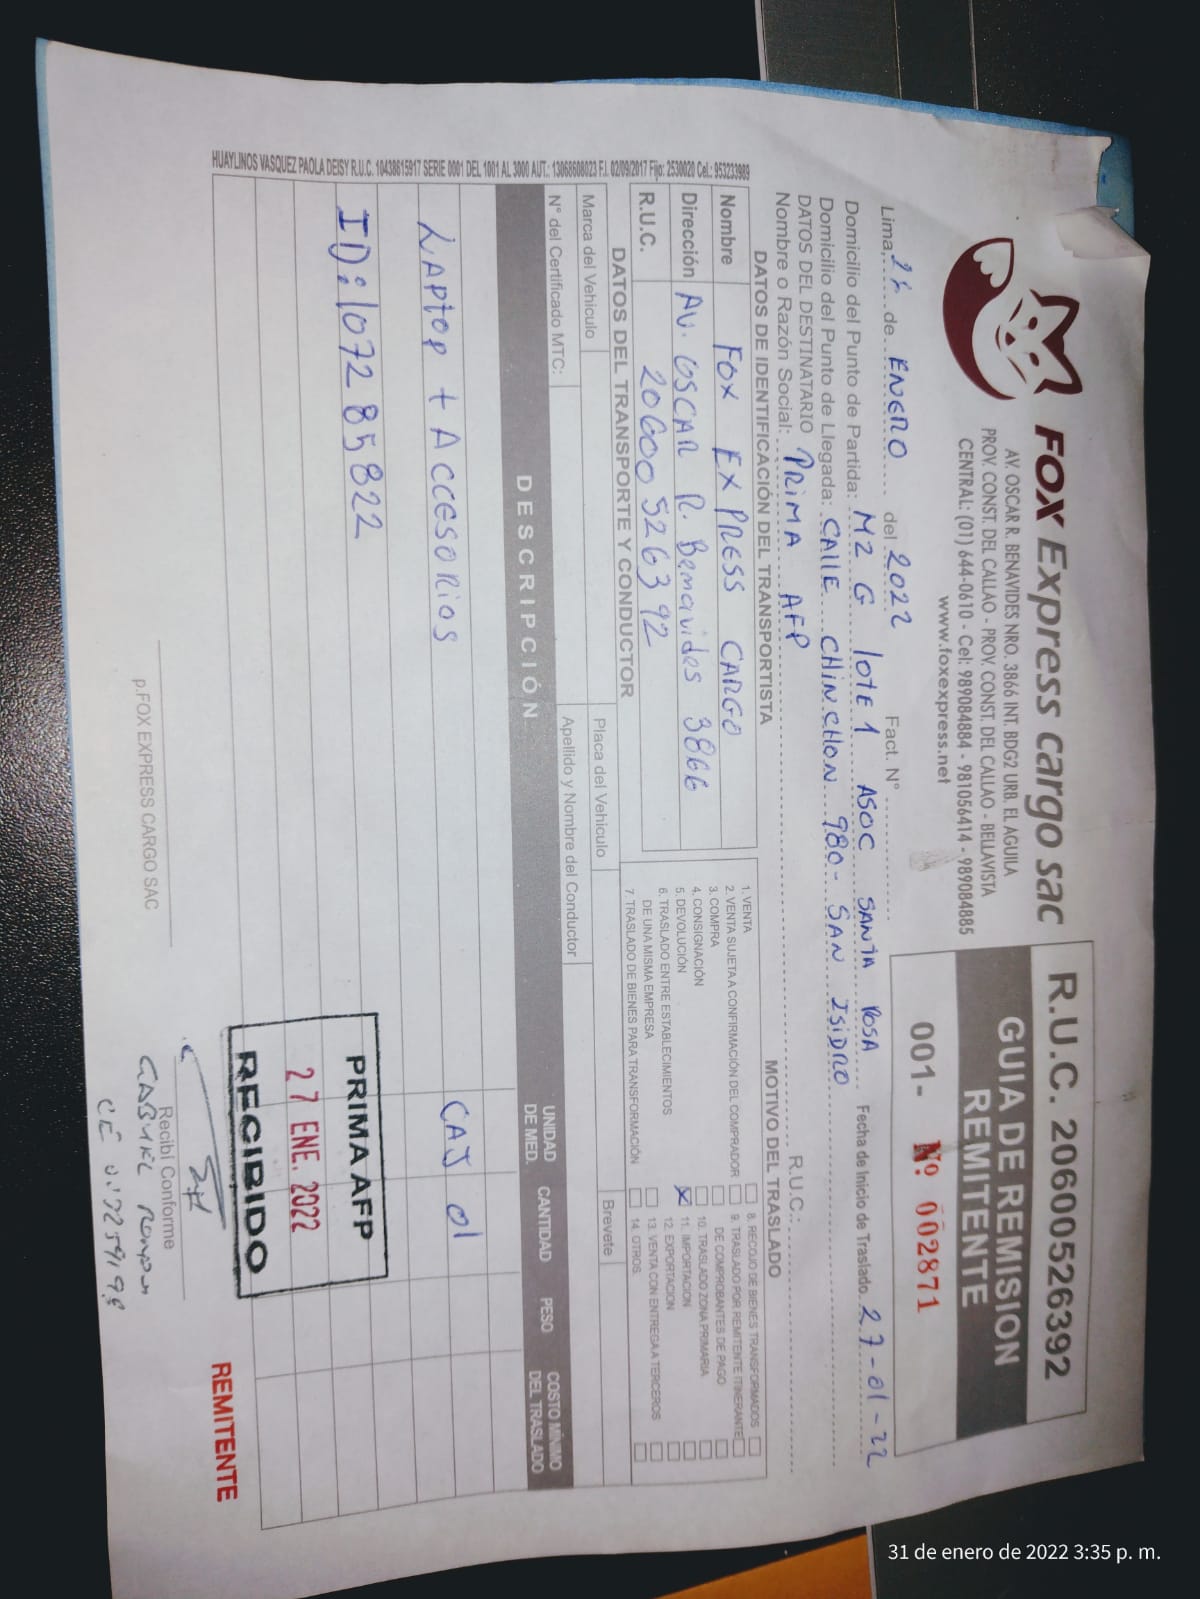 FOX Express cargo sac
AV. OSCAR R. BENAVIDES NRO. 3866 INT. BDG2 URB. EL AGUILA
PROV. CONST. DEL CALLAO - PROV. CONST. DEL CALLAO - BELLAVISTA
CENTRAL: (01) 644-0610 - Cel: 989084884 - 981056414 - 989084885
www.foxexpress.net
R.U.C. 20600526392
GUIA DE REMISION
REMITENTE
001- Nº 002871
Lima, de ENERO del 2022 Fact. N°
Domicilio del Punto de Partida: MZ G lote 1 ASOC SANTA ROSA Fecha de Inicio de Traslado. 27-01-22
Domicilio del Punto de Llegada: CALLE CHINCHON 980- SAN ISIDRO
DATOS DEL DESTINATARIO
Nombre o Razón Social: PRIMA AFP R.U.C.:
DATOS DE IDENTIFICACIÓN DEL TRANSPORTISTA
Nombre FOX EXPRESS CARGO
Dirección AV. OSCAR R. Benavides 3866
R.U.C. 20600526392
MOTIVO DEL TRASLADO
1. VENTA
2. VENTA SUJETA A CONFIRMACIÓN DEL COMPRADOR
3. COMPRA
4. CONSIGNACIÓN
5. DEVOLUCIÓN X
6. TRASLADO ENTRE ESTABLECIMIENTOS
DE UNA MISMA EMPRESA
7 TRASLADO DE BIENES PARA TRANSFORMACIÓN
8. RECOJO DE BIENES TRANSFORMADOS
9. TRASLADO POR REMITENTE ITINERANTE
DE COMPROBANTES DE PAGO
10. TRASLADO ZONA PRIMARIA
11. IMPORTACION
12. EXPORTACION
13. VENTA CON ENTREGA A TERCEROS
14. OTROS
DATOS DEL TRANSPORTE Y CONDUCTOR
Marca del Vehiculo Placa del Vehiculo Brevete
N° del Certificado MTC: Apellido y Nombre del Conductor
DESCRIPCIÓN UNIDAD DE MED. CANTIDAD PESO COSTO MÍNIMO DEL TRASLADO
LAPtop + Accesorios CAJ 01
ID: 107285822
PRIMA AFP
27 ENE. 2022
RECIBIDO
HUAYLINOS VASQUEZ PAOLA DEISY R.U.C. 10438615917 SERIE 0001 DEL 1001 AL 3000 AUT.: 13068608023 F.I. 02/09/2017 Fijo: 2530020 Cel.: 953233989
p.FOX EXPRESS CARGO SAC
Recibí Conforme
REMITENTE
31 de enero de 2022 3:35 p. m.